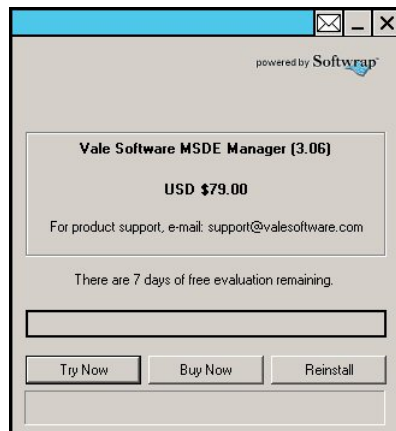 powered by Softwrap
Vale Software MSDE Manager (3.06)
USD $79.00
For product support, e-mail: support@valesoftware.com
There are 7 days of free evaluation remaining.
Try Now Buy Now Reinstall